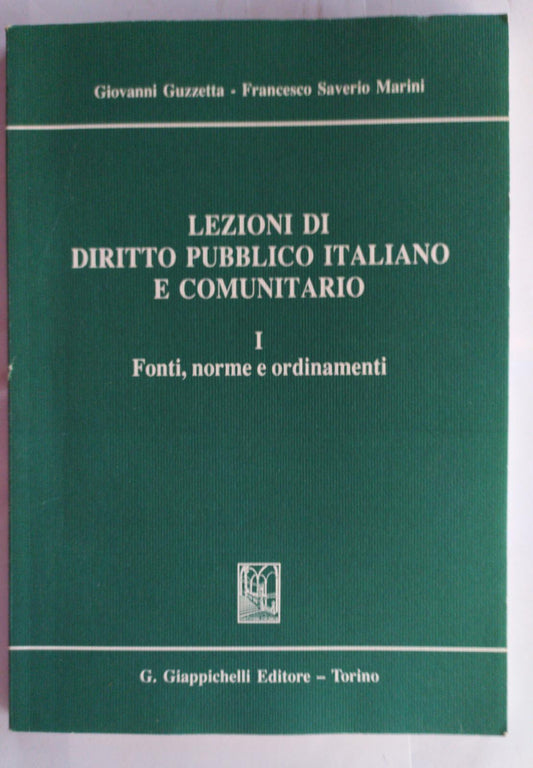 Giovanni Guzzetta - Francesco Saverio Marini
LEZIONI DI
DIRITTO PUBBLICO ITALIANO
E COMUNITARIO
I
Fonti, norme e ordinamenti
G. Giappichelli Editore – Torino